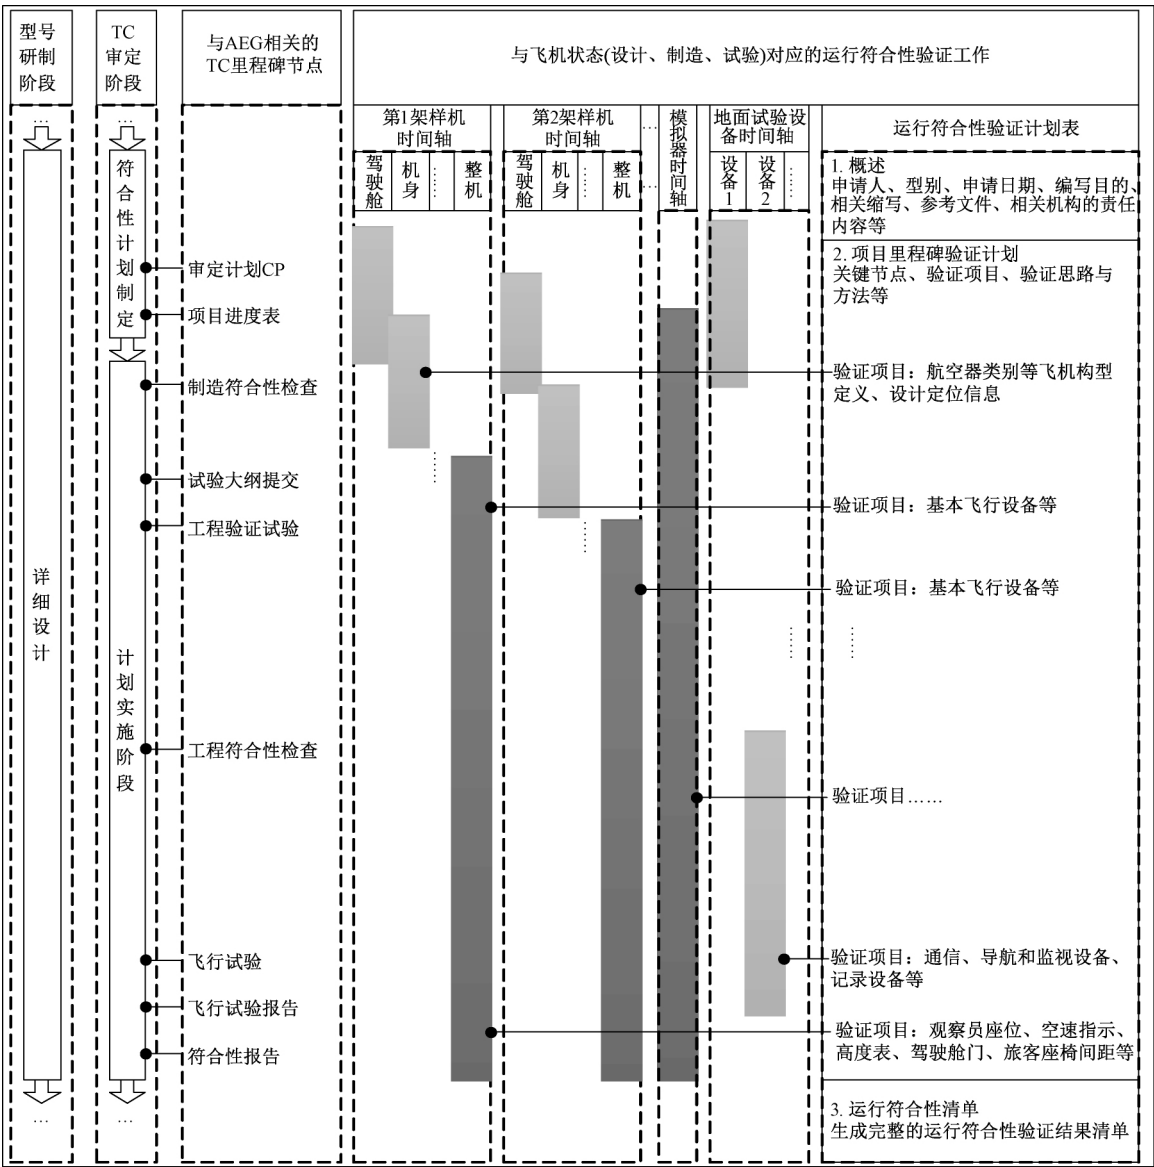 型号
研制
阶段
TC
审定
阶段
与AEG相关的
TC里程碑节点
与飞机状态(设计、制造、试验)对应的运行符合性验证工作
…
详细设计
…
…
符合性计划制定
计划实施阶段
…
审定计划CP
项目进度表
制造符合性检查
试验大纲提交
工程验证试验
工程符合性检查
飞行试验
飞行试验报告
符合性报告
第1架样机
时间轴
驾驶舱
机身
……
整机
……
第2架样机
时间轴
驾驶舱
机身
……
整机
……
…
…
模拟器时间轴
地面试验设
备时间轴
设备1
设备2
……
……
运行符合性验证计划表
1. 概述
申请人、型别、申请日期、编写目的、
相关缩写、参考文件、相关机构的责任
内容等
2. 项目里程碑验证计划
关键节点、验证项目、验证思路与
方法等
验证项目：航空器类别等飞机构型
定义、设计定位信息
验证项目：基本飞行设备等
验证项目：基本飞行设备等
……
验证项目……
验证项目：通信、导航和监视设备、
记录设备等
验证项目：观察员座位、空速指示、
高度表、驾驶舱门、旅客座椅间距等
3. 运行符合性清单
生成完整的运行符合性验证结果清单